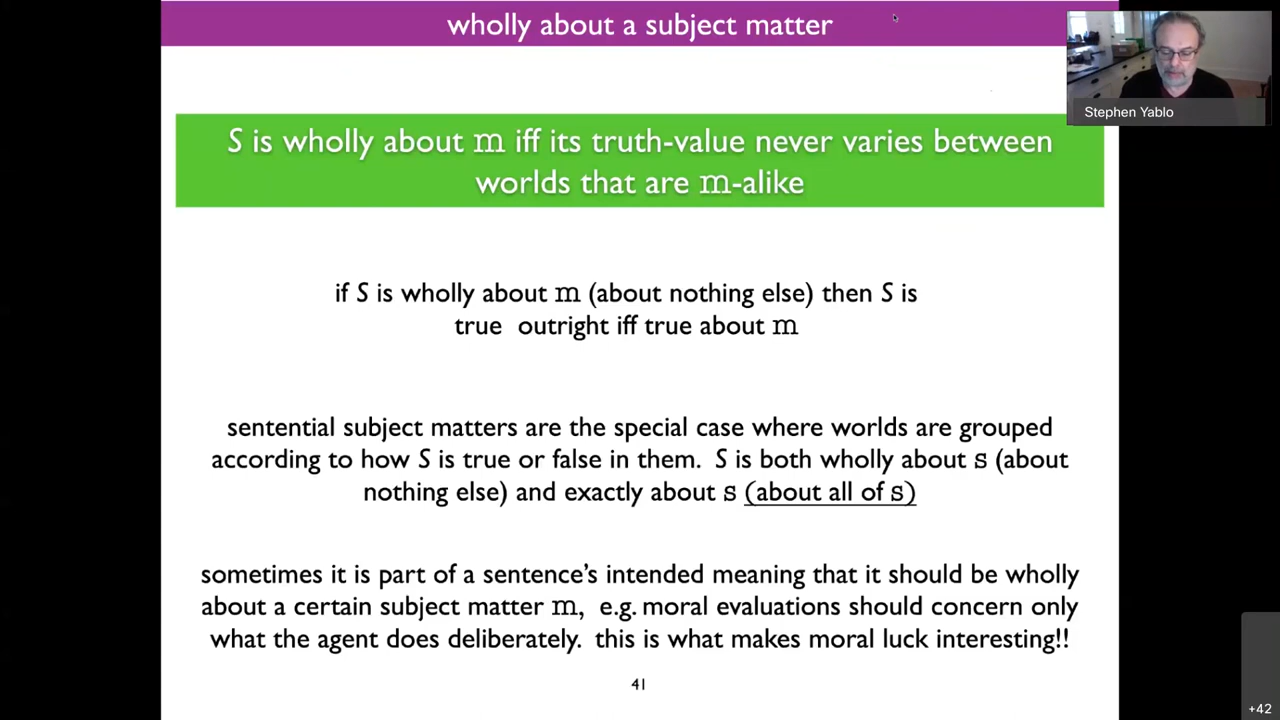 wholly about a subject matter
Stephen Yablo
S is wholly about m iff its truth-value never varies between
worlds that are m-alike
if S is wholly about m (about nothing else) then S is
true outright iff true about m
sentential subject matters are the special case where worlds are grouped
according to how S is true or false in them. S is both wholly about s (about
nothing else) and exactly about s (about all of s)
sometimes it is part of a sentence's intended meaning that it should be wholly
about a certain subject matter m, e.g. moral evaluations should concern only
what the agent does deliberately. this is what makes moral luck interesting!!
41
+42